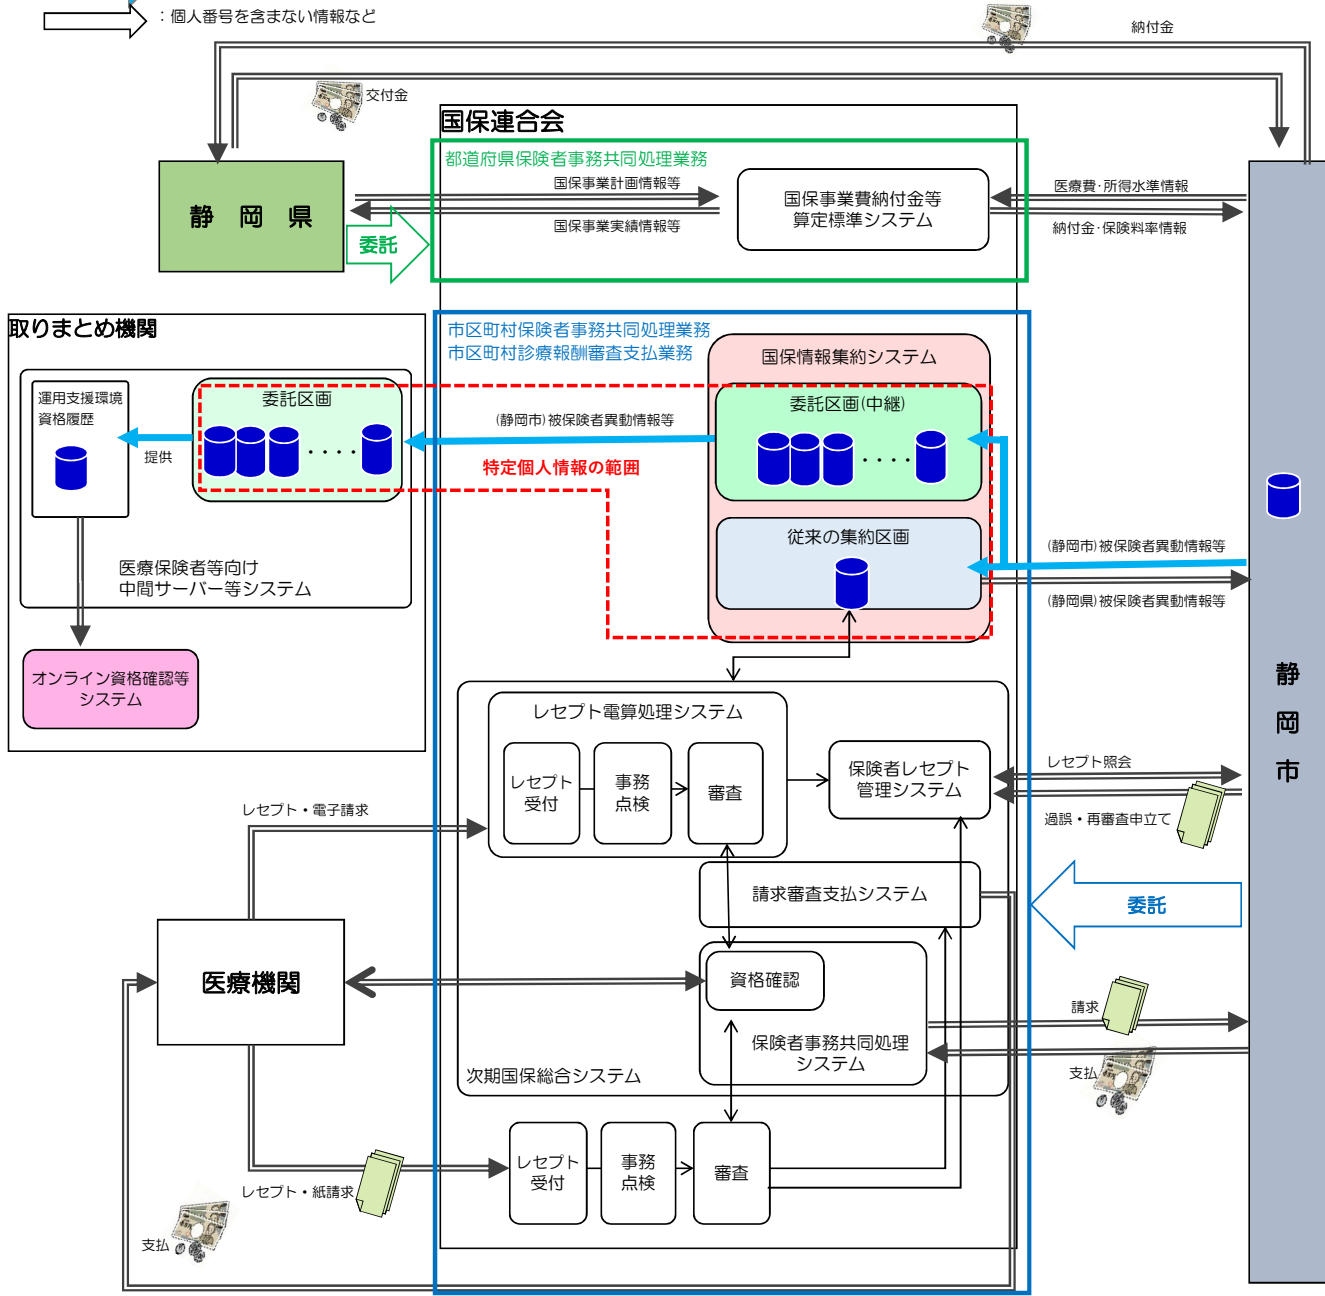 ：個人番号を含まない情報など
納付金
交付金
国保連合会
都道府県保険者事務共同処理業務
国保事業計画情報等
国保事業実績情報等
国保事業費納付金等
算定標準システム
医療費･所得水準情報
納付金･保険料率情報
静 岡 県
委託
取りまとめ機関
市区町村保険者事務共同処理業務
市区町村診療報酬審査支払業務
国保情報集約システム
運用支援環境
資格履歴
委託区画
委託区画(中継)
(静岡市)被保険者異動情報等
提供
････
････
特定個人情報の範囲
従来の集約区画
(静岡市)被保険者異動情報等
(静岡県)被保険者異動情報等
医療保険者等向け
中間サーバー等システム
オンライン資格確認等
システム
静
岡
市
レセプト電算処理システム
レセプト
受付
事務
点検
審査
保険者レセプト
管理システム
レセプト照会
過誤・再審査申立て
レセプト・電子請求
請求審査支払システム
委託
医療機関
資格確認
保険者事務共同処理
システム
請求
支払
次期国保総合システム
レセプト
受付
事務
点検
審査
レセプト・紙請求
支払